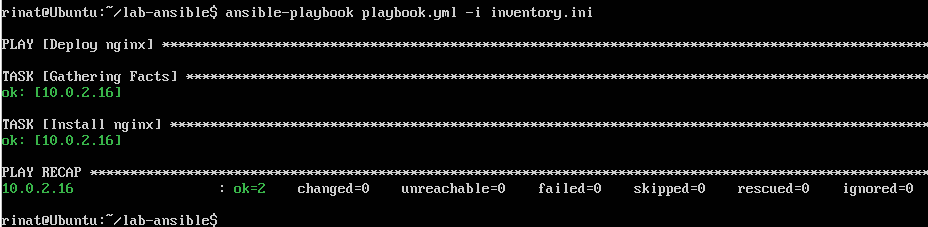 rinat@Ubuntu:~/lab-ansible$ ansible-playbook playbook.yml -i inventory.ini
PLAY [Deploy nginx] ************************************************************************************************
TASK [Gathering Facts] *********************************************************************************************
ok: [10.0.2.16]
TASK [Install nginx] ***********************************************************************************************
ok: [10.0.2.16]
PLAY RECAP *********************************************************************************************************
10.0.2.16                  : ok=2    changed=0    unreachable=0    failed=0    skipped=0    rescued=0    ignored=0
rinat@Ubuntu:~/lab-ansible$